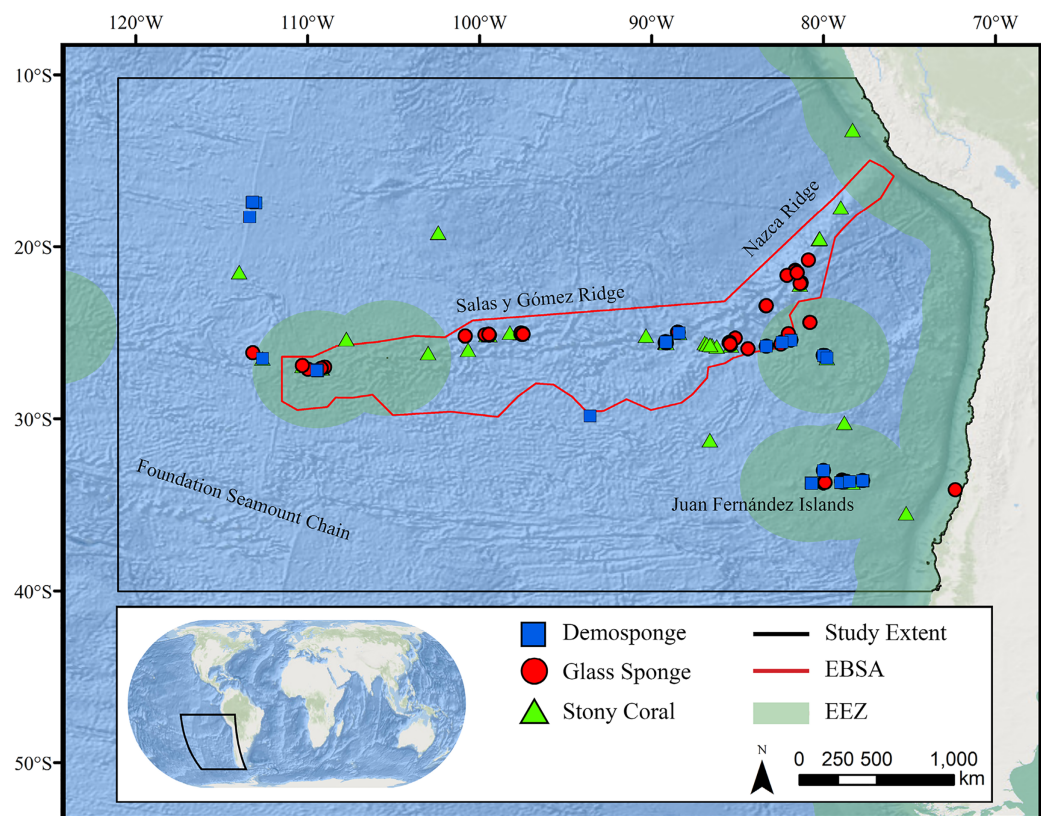 120°W 110°W 100°W 90°W 80°W 70°W
10°S
20°S
Nazca Ridge
Salas y Gómez Ridge
30°S
Foundation Seamount Chain
Juan Fernández Islands
40°S
Demosponge
Study Extent
Glass Sponge
EBSA
Stony Coral
EEZ
50°S
N
0 250 500 1,000
km